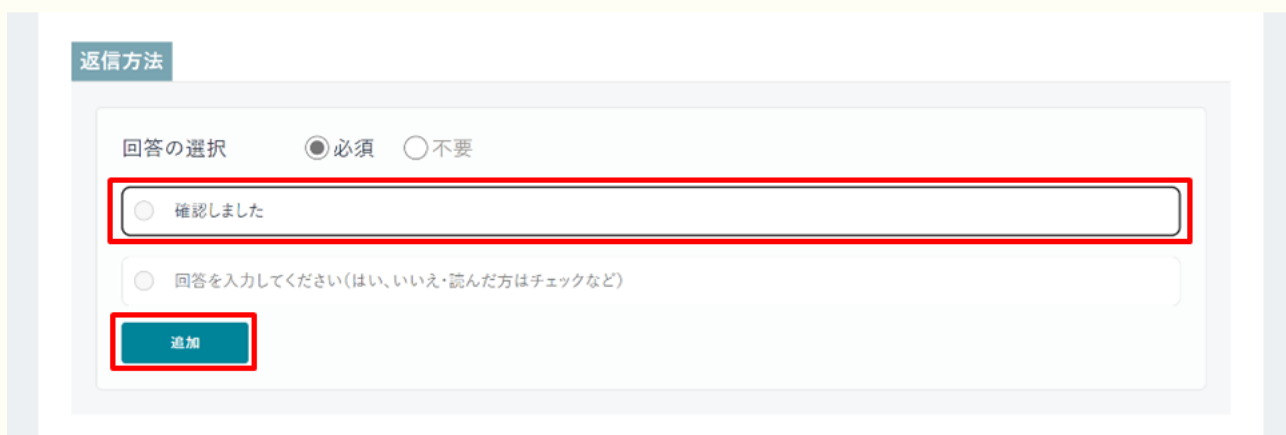 返信方法
回答の選択 必須 不要
確認しました
回答を入力してください(はい、いいえ・読んだ方はチェックなど)
追加